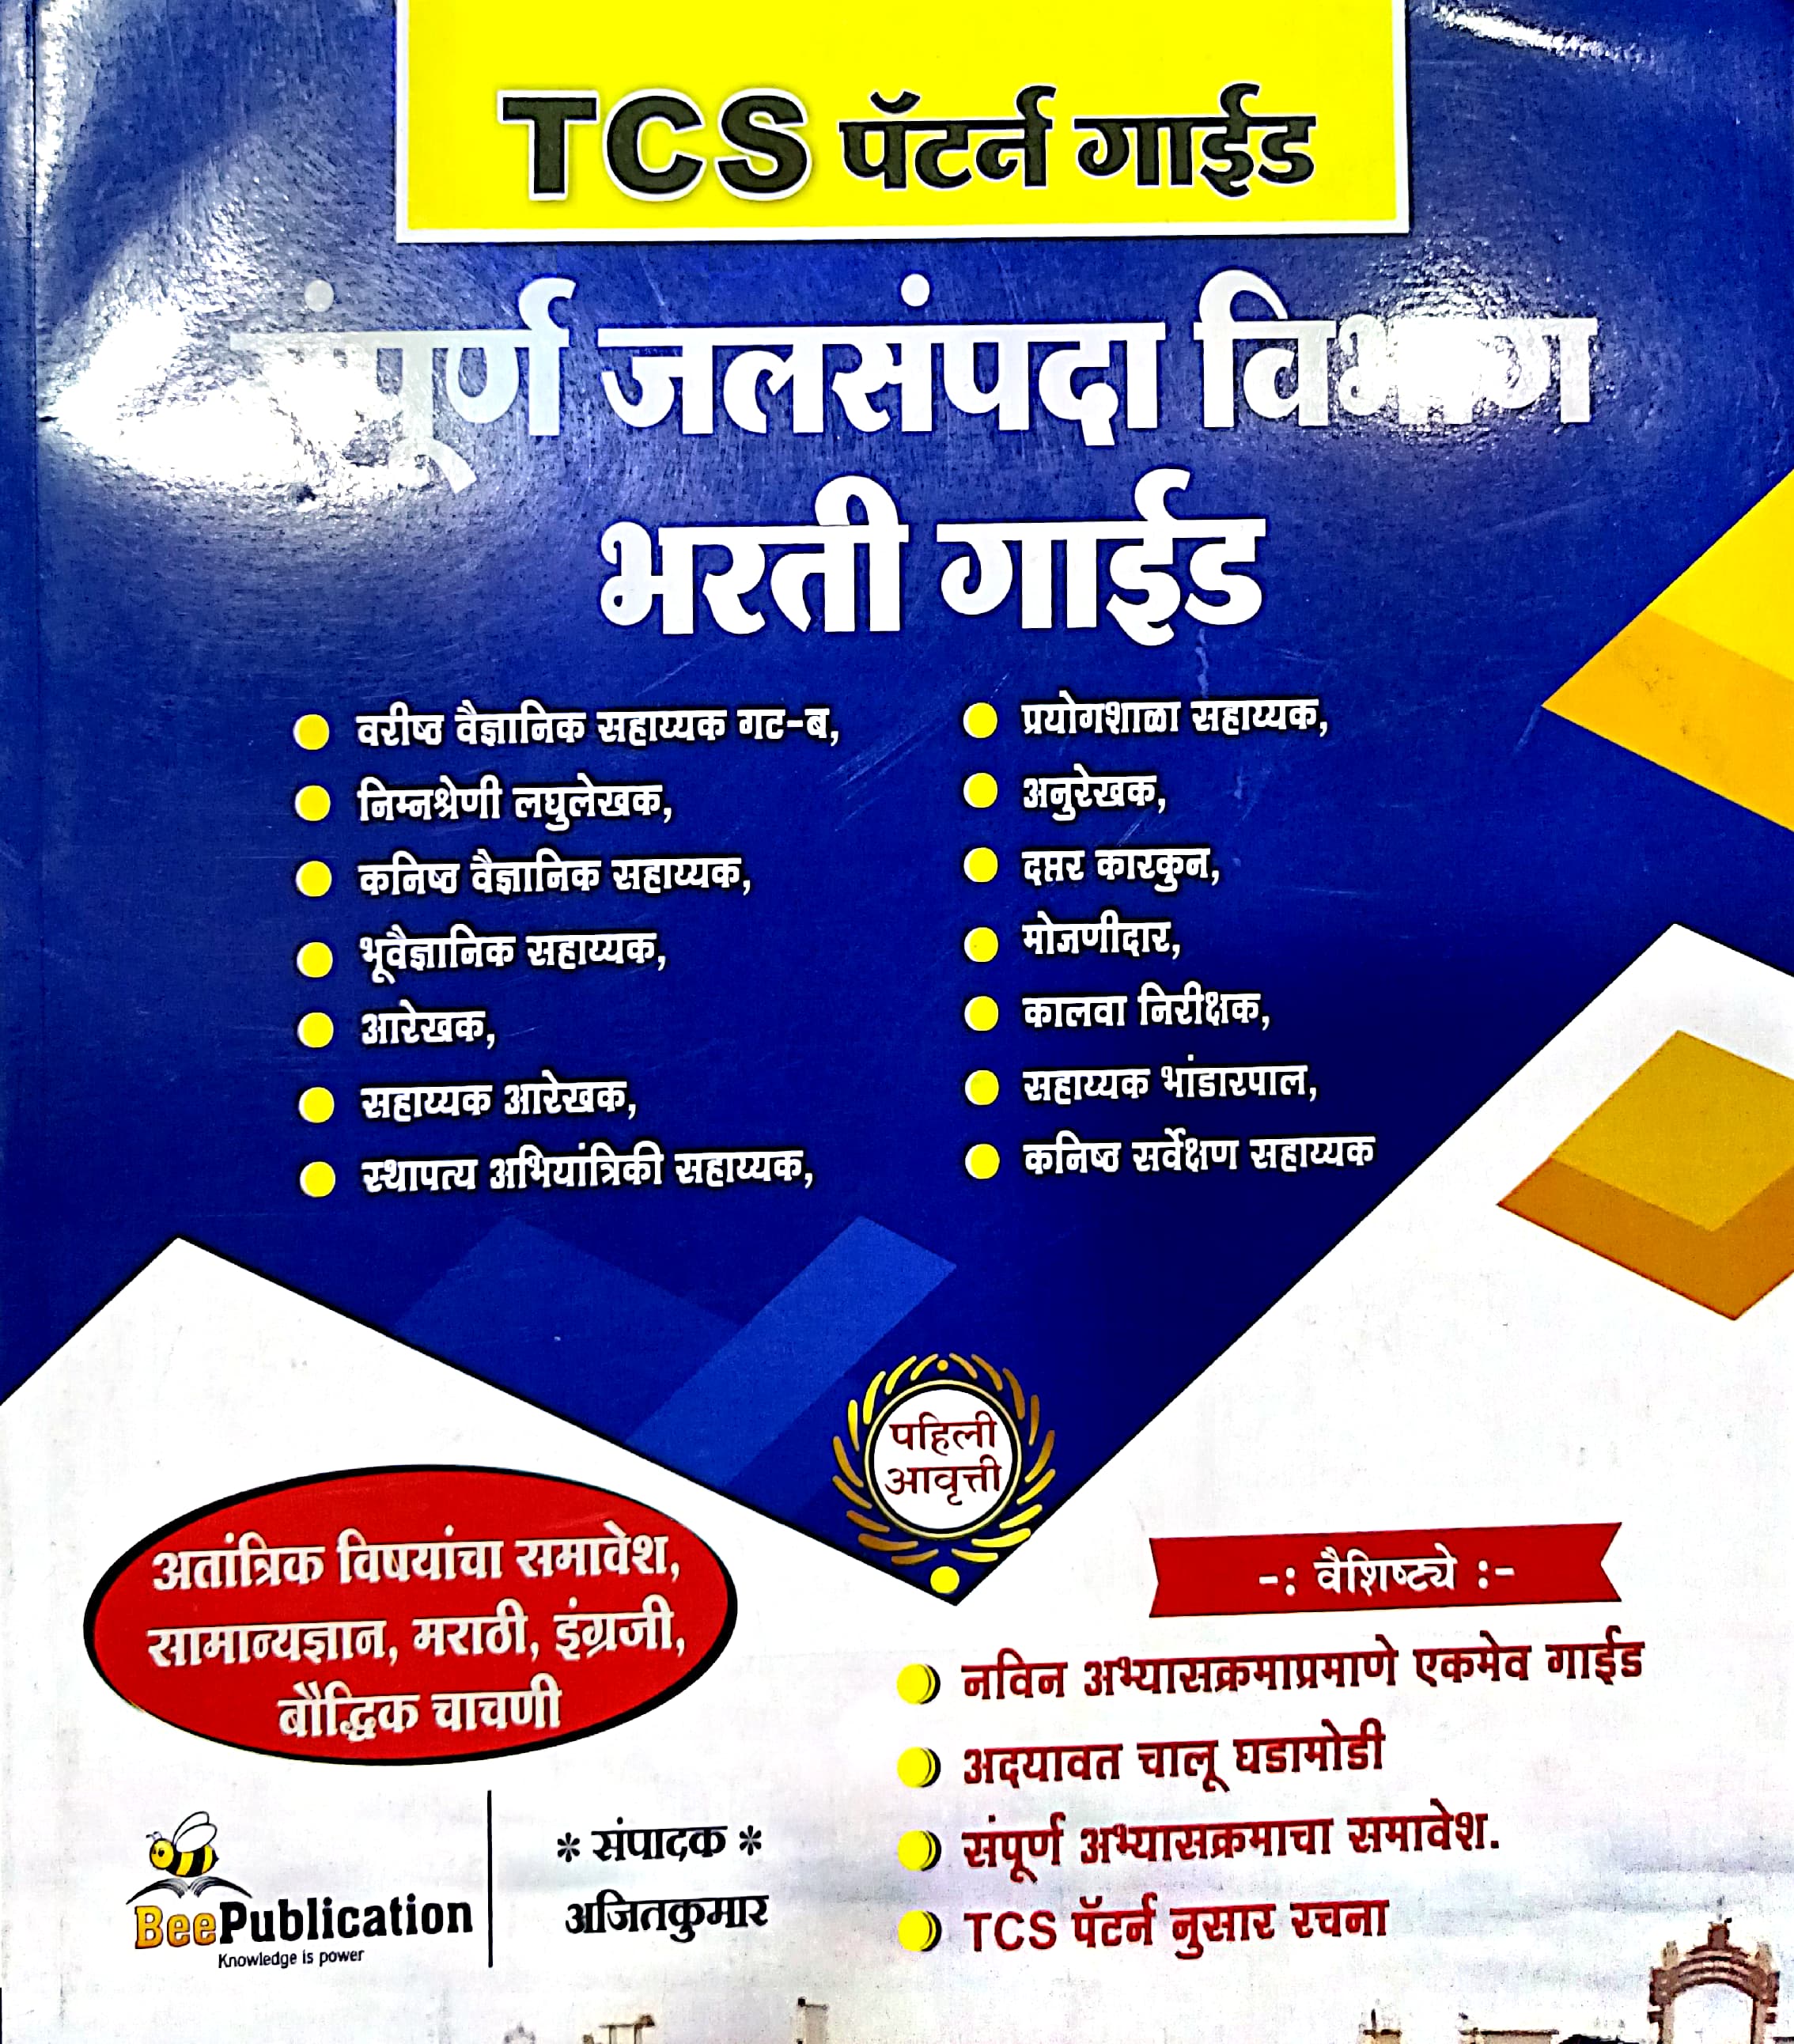 TCS पॅटर्न गाईड
संपूर्ण जलसंपदा विभाग
भरती गाईड
वरीष्ठ वैज्ञानिक सहाय्यक गट-ब,
निम्नश्रेणी लघुलेखक,
कनिष्ठ वैज्ञानिक सहाय्यक,
भूवैज्ञानिक सहाय्यक,
आरेखक,
सहाय्यक आरेखक,
स्थापत्य अभियांत्रिकी सहाय्यक,
प्रयोगशाळा सहाय्यक,
अनुरेखक,
दप्तर कारकुन,
मोजणीदार,
कालवा निरीक्षक,
सहाय्यक भांडारपाल,
कनिष्ठ सर्वेक्षण सहाय्यक
पहिली
आवृत्ती
अतांत्रिक विषयांचा समावेश,
सामान्यज्ञान, मराठी, इंग्रजी,
बौद्धिक चाचणी
-: वैशिष्ट्ये :-
नविन अभ्यासक्रमाप्रमाणे एकमेव गाईड
अदयावत चालू घडामोडी
संपूर्ण अभ्यासक्रमाचा समावेश.
TCS पॅटर्न नुसार रचना
BeePublication
Knowledge is power
* संपादक *
अजितकुमार